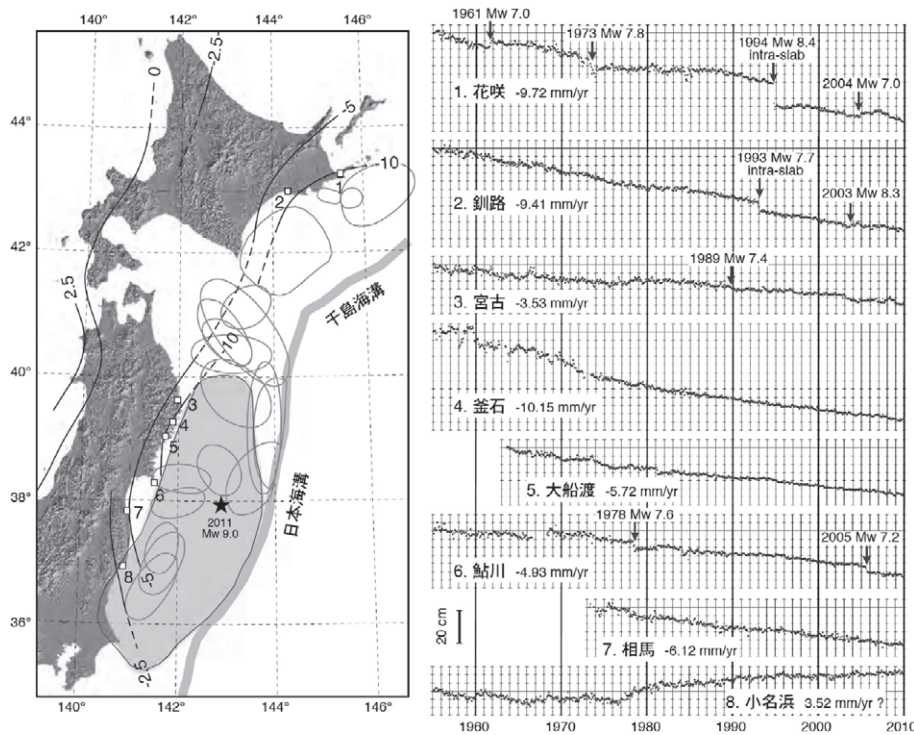 140°
142°
144°
146°
44°
42°
40°
38°
36°
140°
142°
144°
146°
0
-2.5
-5
-10
2.5
-10
-5
-2.5
1
2
3
4
5
6
7
8
千島海溝
日本海溝
2011
Mw 9.0
1961 Mw 7.0
1973 Mw 7.8
1994 Mw 8.4
intra-slab
2004 Mw 7.0
1. 花咲 -9.72 mm/yr
1993 Mw 7.7
intra-slab
2003 Mw 8.3
2. 釧路 -9.41 mm/yr
1989 Mw 7.4
3. 宮古 -3.53 mm/yr
4. 釜石 -10.15 mm/yr
5. 大船渡 -5.72 mm/yr
1978 Mw 7.6
2005 Mw 7.2
6. 鮎川 -4.93 mm/yr
20 cm
7. 相馬 -6.12 mm/yr
8. 小名浜 3.52 mm/yr ?
1960
1970
1980
1990
2000
2010